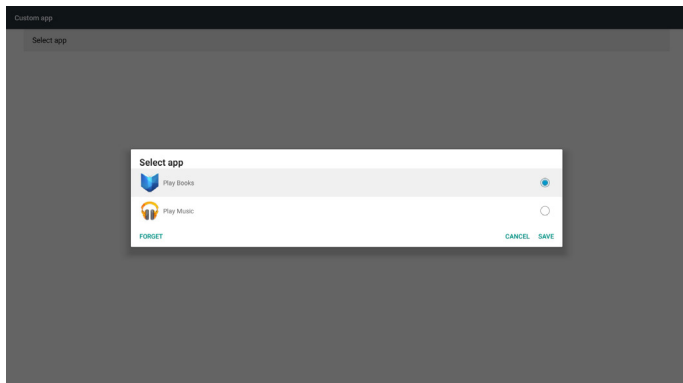 Custom app
Select app
Select app
Play Books
Play Music
FORGET CANCEL SAVE